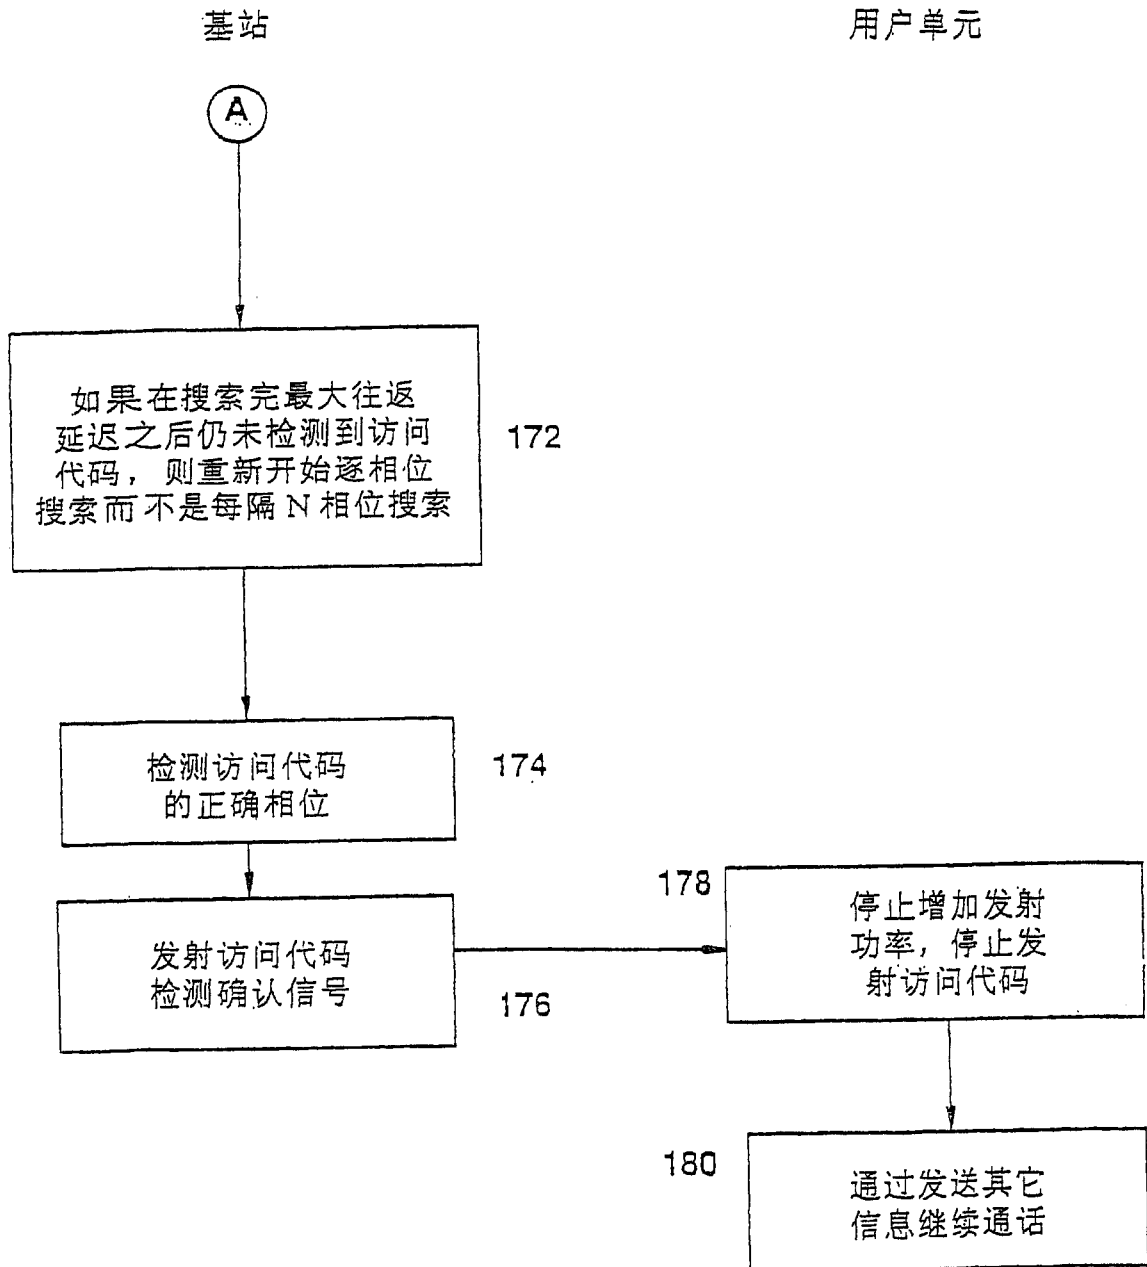 基站
用户单元
A
如果在搜索完最大往返
延迟之后仍未检测到访问
代码，则重新开始逐相位
搜索而不是每隔 N 相位搜索
172
检测访问代码
的正确相位
174
发射访问代码
检测确认信号
176
178
停止增加发射
功率，停止发
射访问代码
180
通过发送其它
信息继续通话